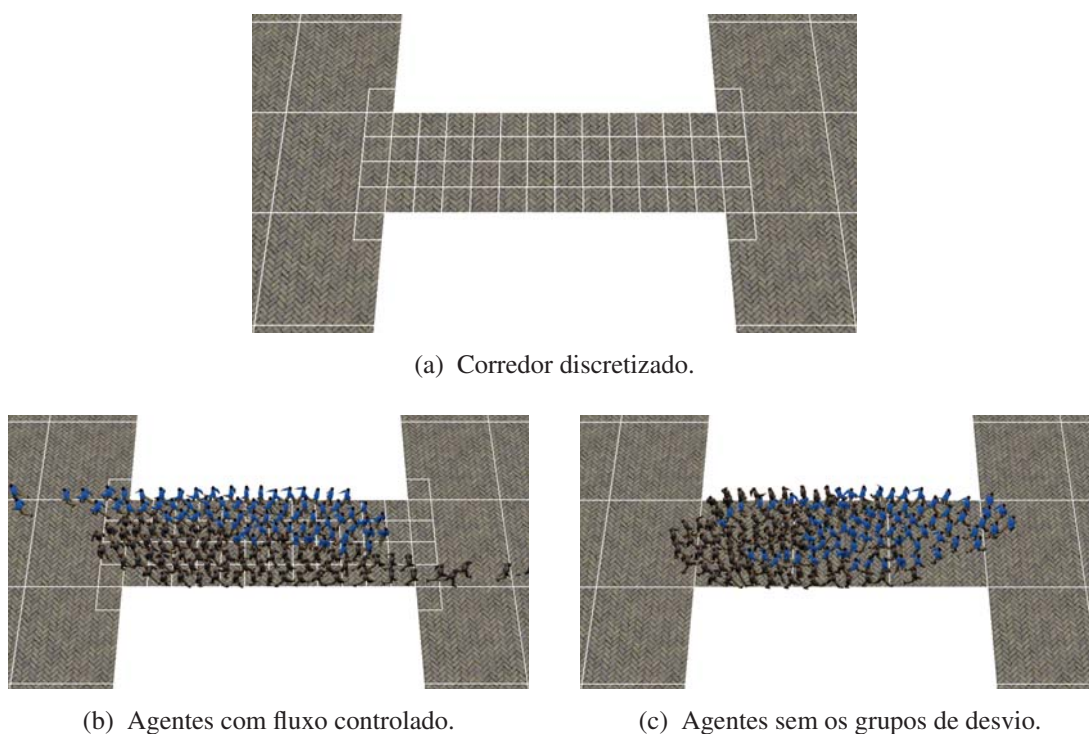 (a) Corredor discretizado.
(b) Agentes com fluxo controlado.
(c) Agentes sem os grupos de desvio.